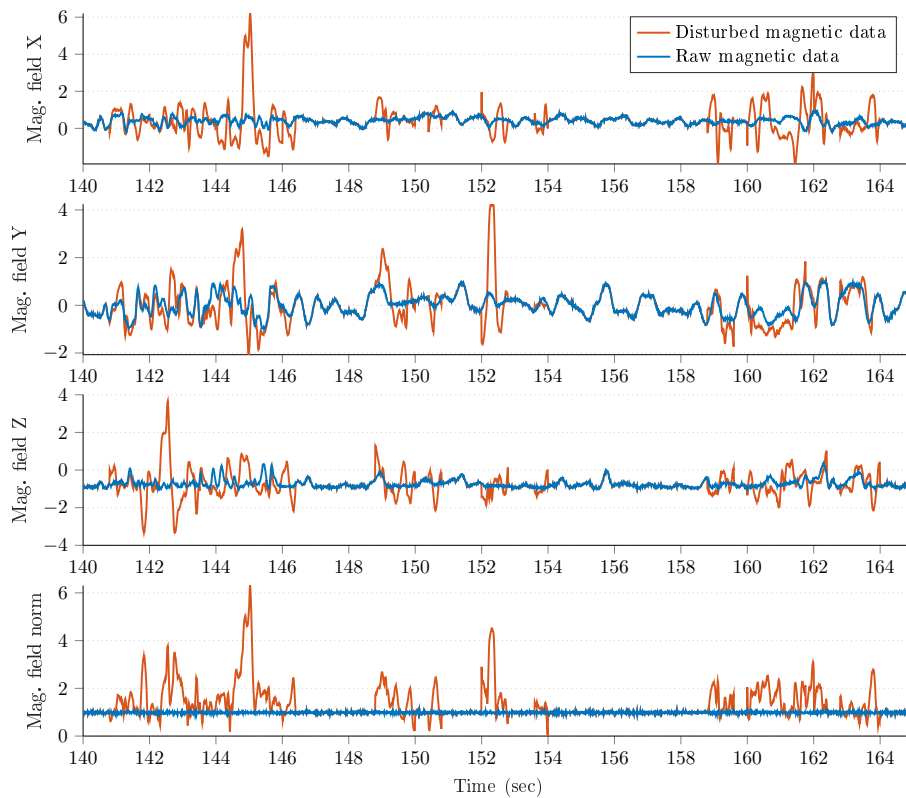 Disturbed magnetic data
Raw magnetic data
Mag. field X
6
4
2
0
140 142 144 146 148 150 152 154 156 158 160 162 164
Mag. field Y
4
2
0
−2
140 142 144 146 148 150 152 154 156 158 160 162 164
Mag. field Z
4
2
0
−2
−4
140 142 144 146 148 150 152 154 156 158 160 162 164
Mag. field norm
6
4
2
0
140 142 144 146 148 150 152 154 156 158 160 162 164
Time (sec)